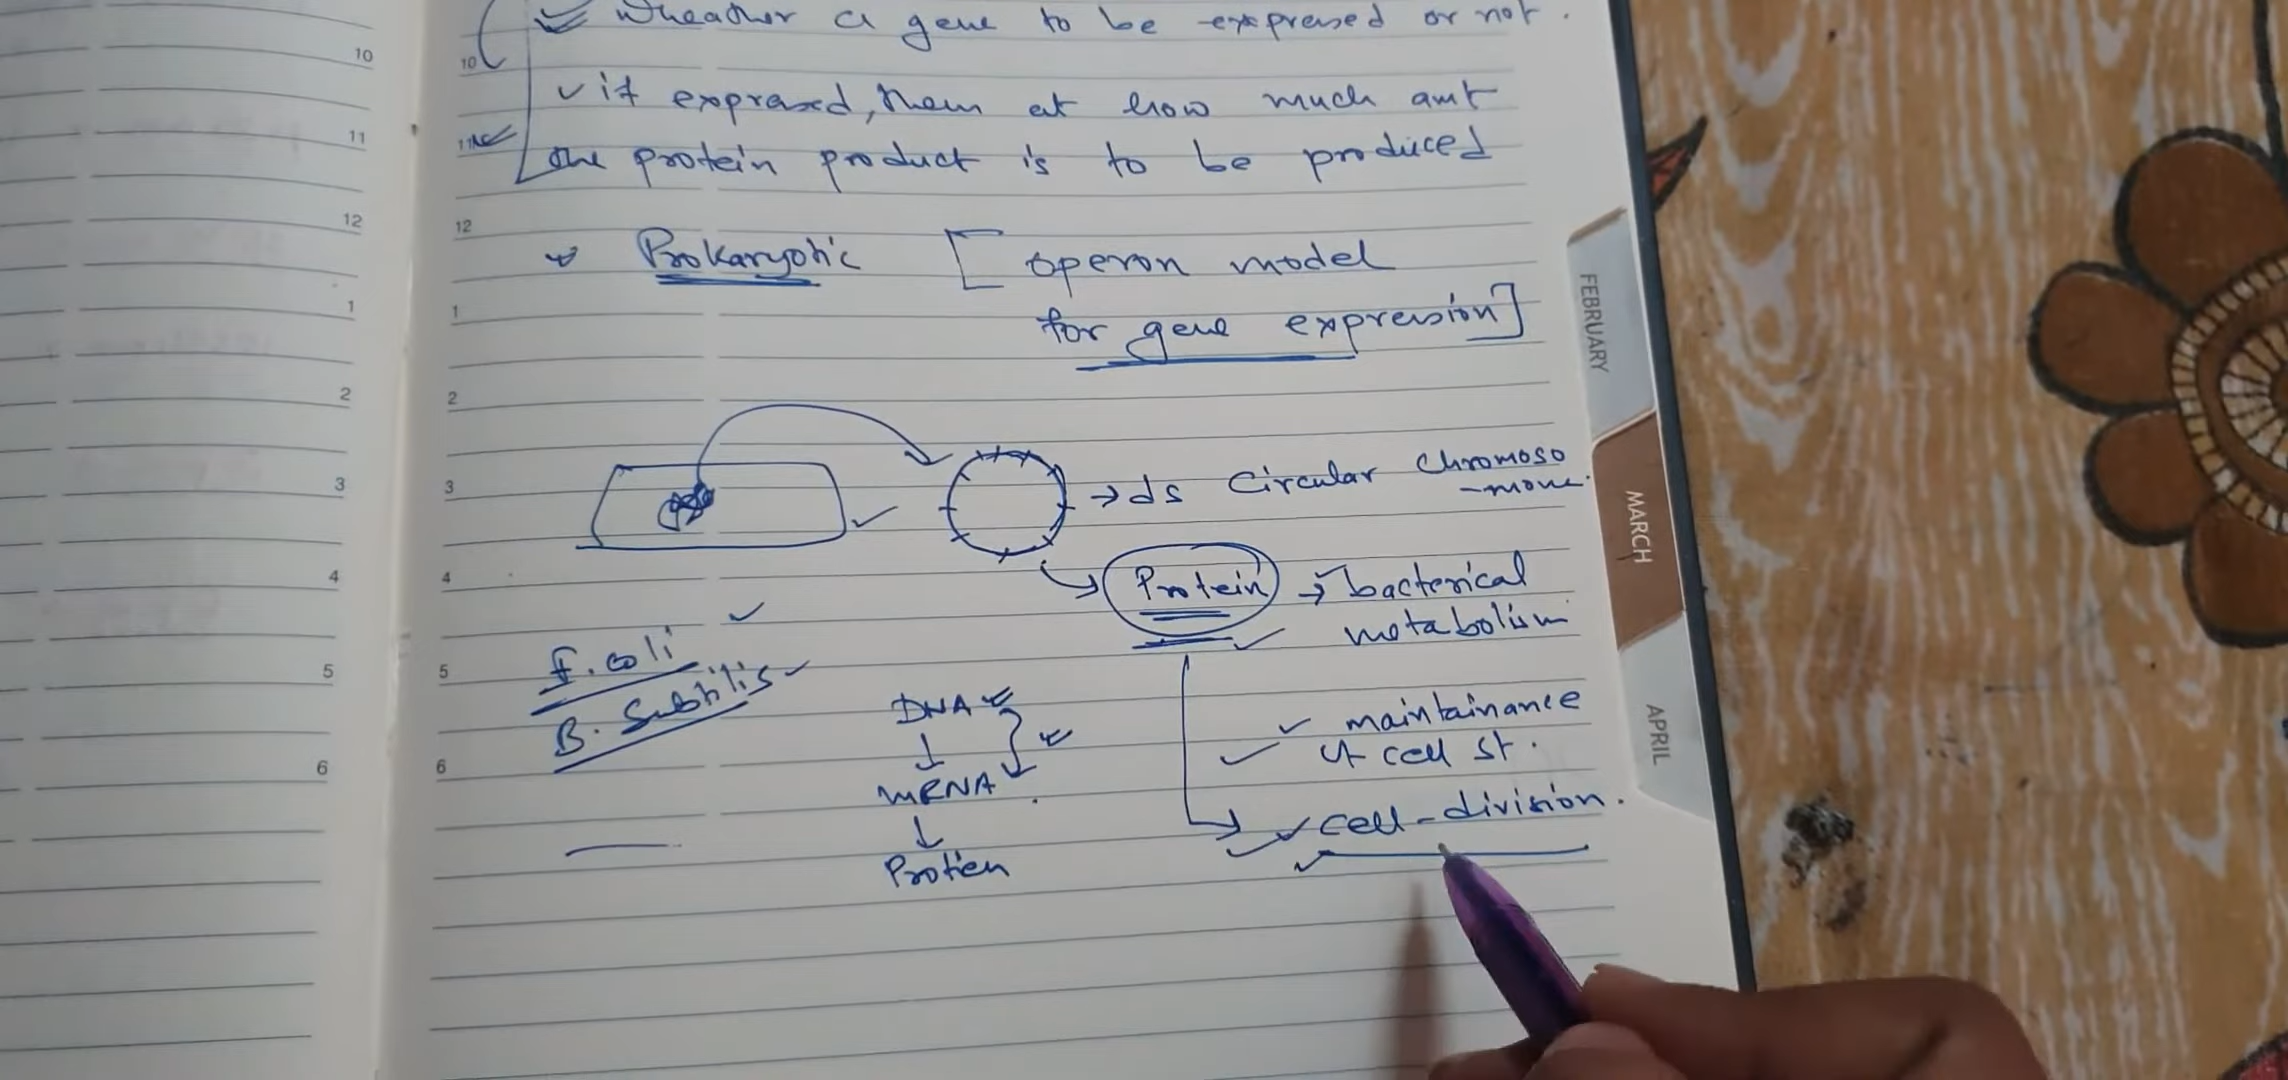 Wheather a gene to be expressed or not.
if expressed, them at how much amt
the protein product is to be produced
Prokaryotic [operon model
for gene expression]
→ ds Circular Chromoso
-mone.
Protein → bacterical
metabolism
E. coli
B. Subtilis
maintainance
of cell st.
DNA
↓
mRNA
↓
Protien
cell-division.
10
11
12
1
2
3
4
5
6
10
11
12
1
2
3
4
5
6
FEBRUARY
MARCH
APRIL